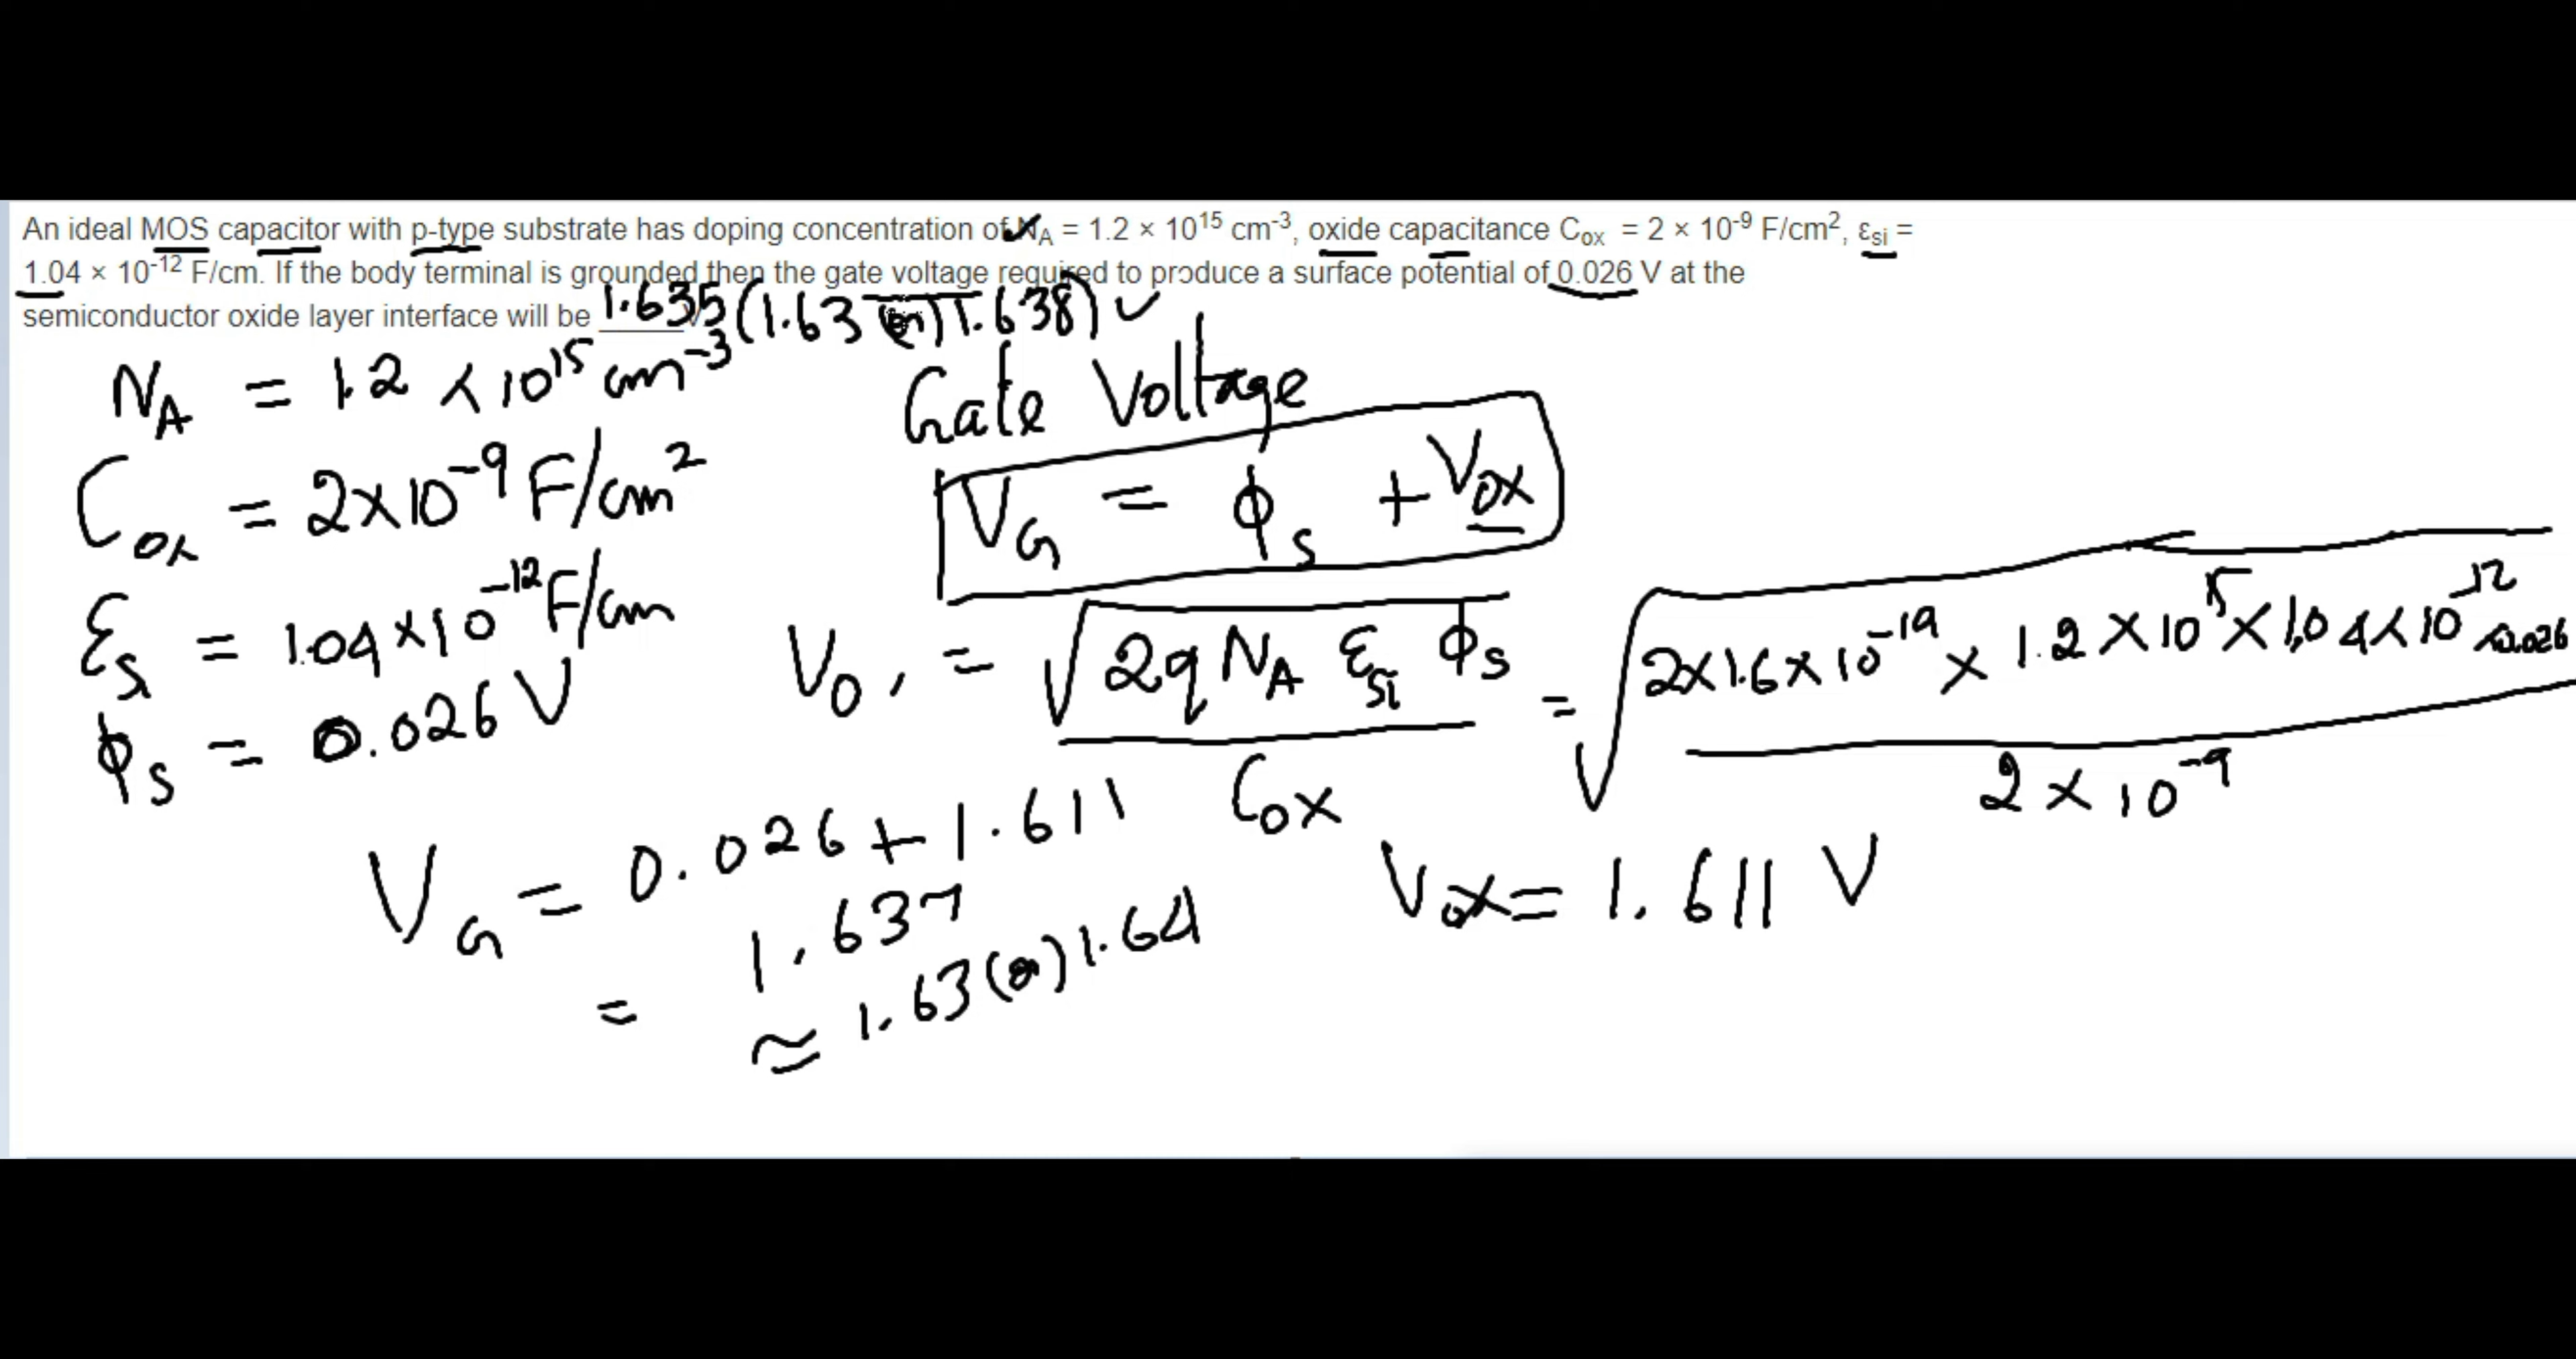 An ideal MOS capacitor with p-type substrate has doping concentration of NA = 1.2 × 10^15 cm^-3, oxide capacitance Cox = 2 × 10^-9 F/cm², εsi =
1.04 × 10^-12 F/cm. If the body terminal is grounded then the gate voltage required to produce a surface potential of 0.026 V at the
semiconductor oxide layer interface will be 1.635 (1.63 (or) 1.638) ✓
NA = 1.2 × 10^15 cm^-3
Gate Voltage
Cox = 2×10^-9 F/cm²
VG = ϕs + Vox
εs = 1.04×10^-12 F/cm
V0, = √2q NA εsi ϕs / Cox = √2×1.6×10^-19 × 1.2×10^15×1.04×10^-12 ×0.026 / 2×10^-9
ϕs = 0.026 V
VG = 0.026+1.611
Vox = 1.611 V
= 1.637
≈ 1.63 (or) 1.64